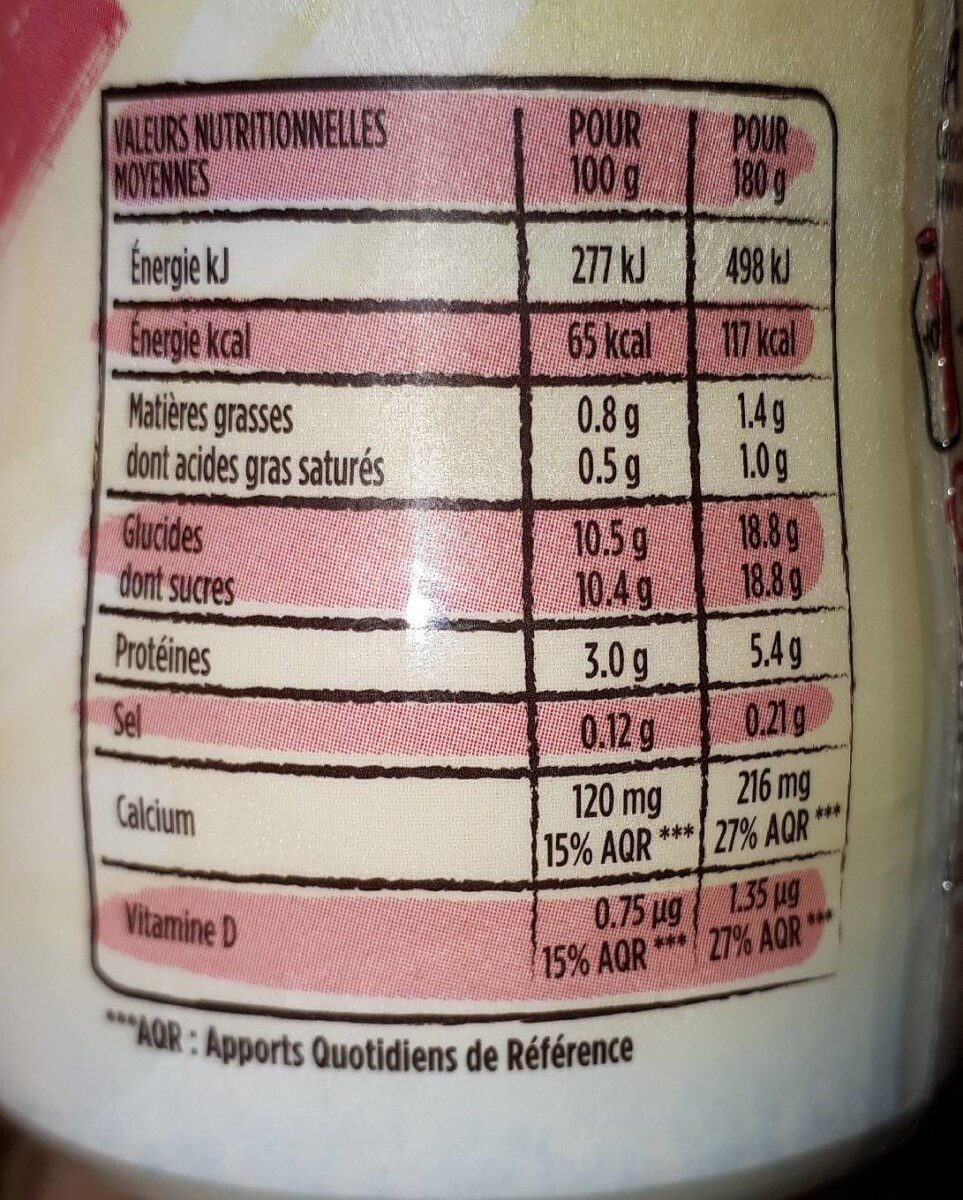 VALEURS NUTRITIONNELLES MOYENNES POUR 100 g POUR 180 g
Énergie kJ 277 kJ 498 kJ
Énergie kcal 65 kcal 117 kcal
Matières grasses 0.8 g 1.4 g
dont acides gras saturés 0.5 g 1.0 g
Glucides 10.5 g 18.8 g
dont sucres 10.4 g 18.8 g
Protéines 3.0 g 5.4 g
Sel 0.12 g 0.21 g
Calcium 120 mg 216 mg
15% AQR *** 27% AQR ***
Vitamine D 0.75 µg 1.35 µg
15% AQR *** 27% AQR ***
***AQR : Apports Quotidiens de Référence